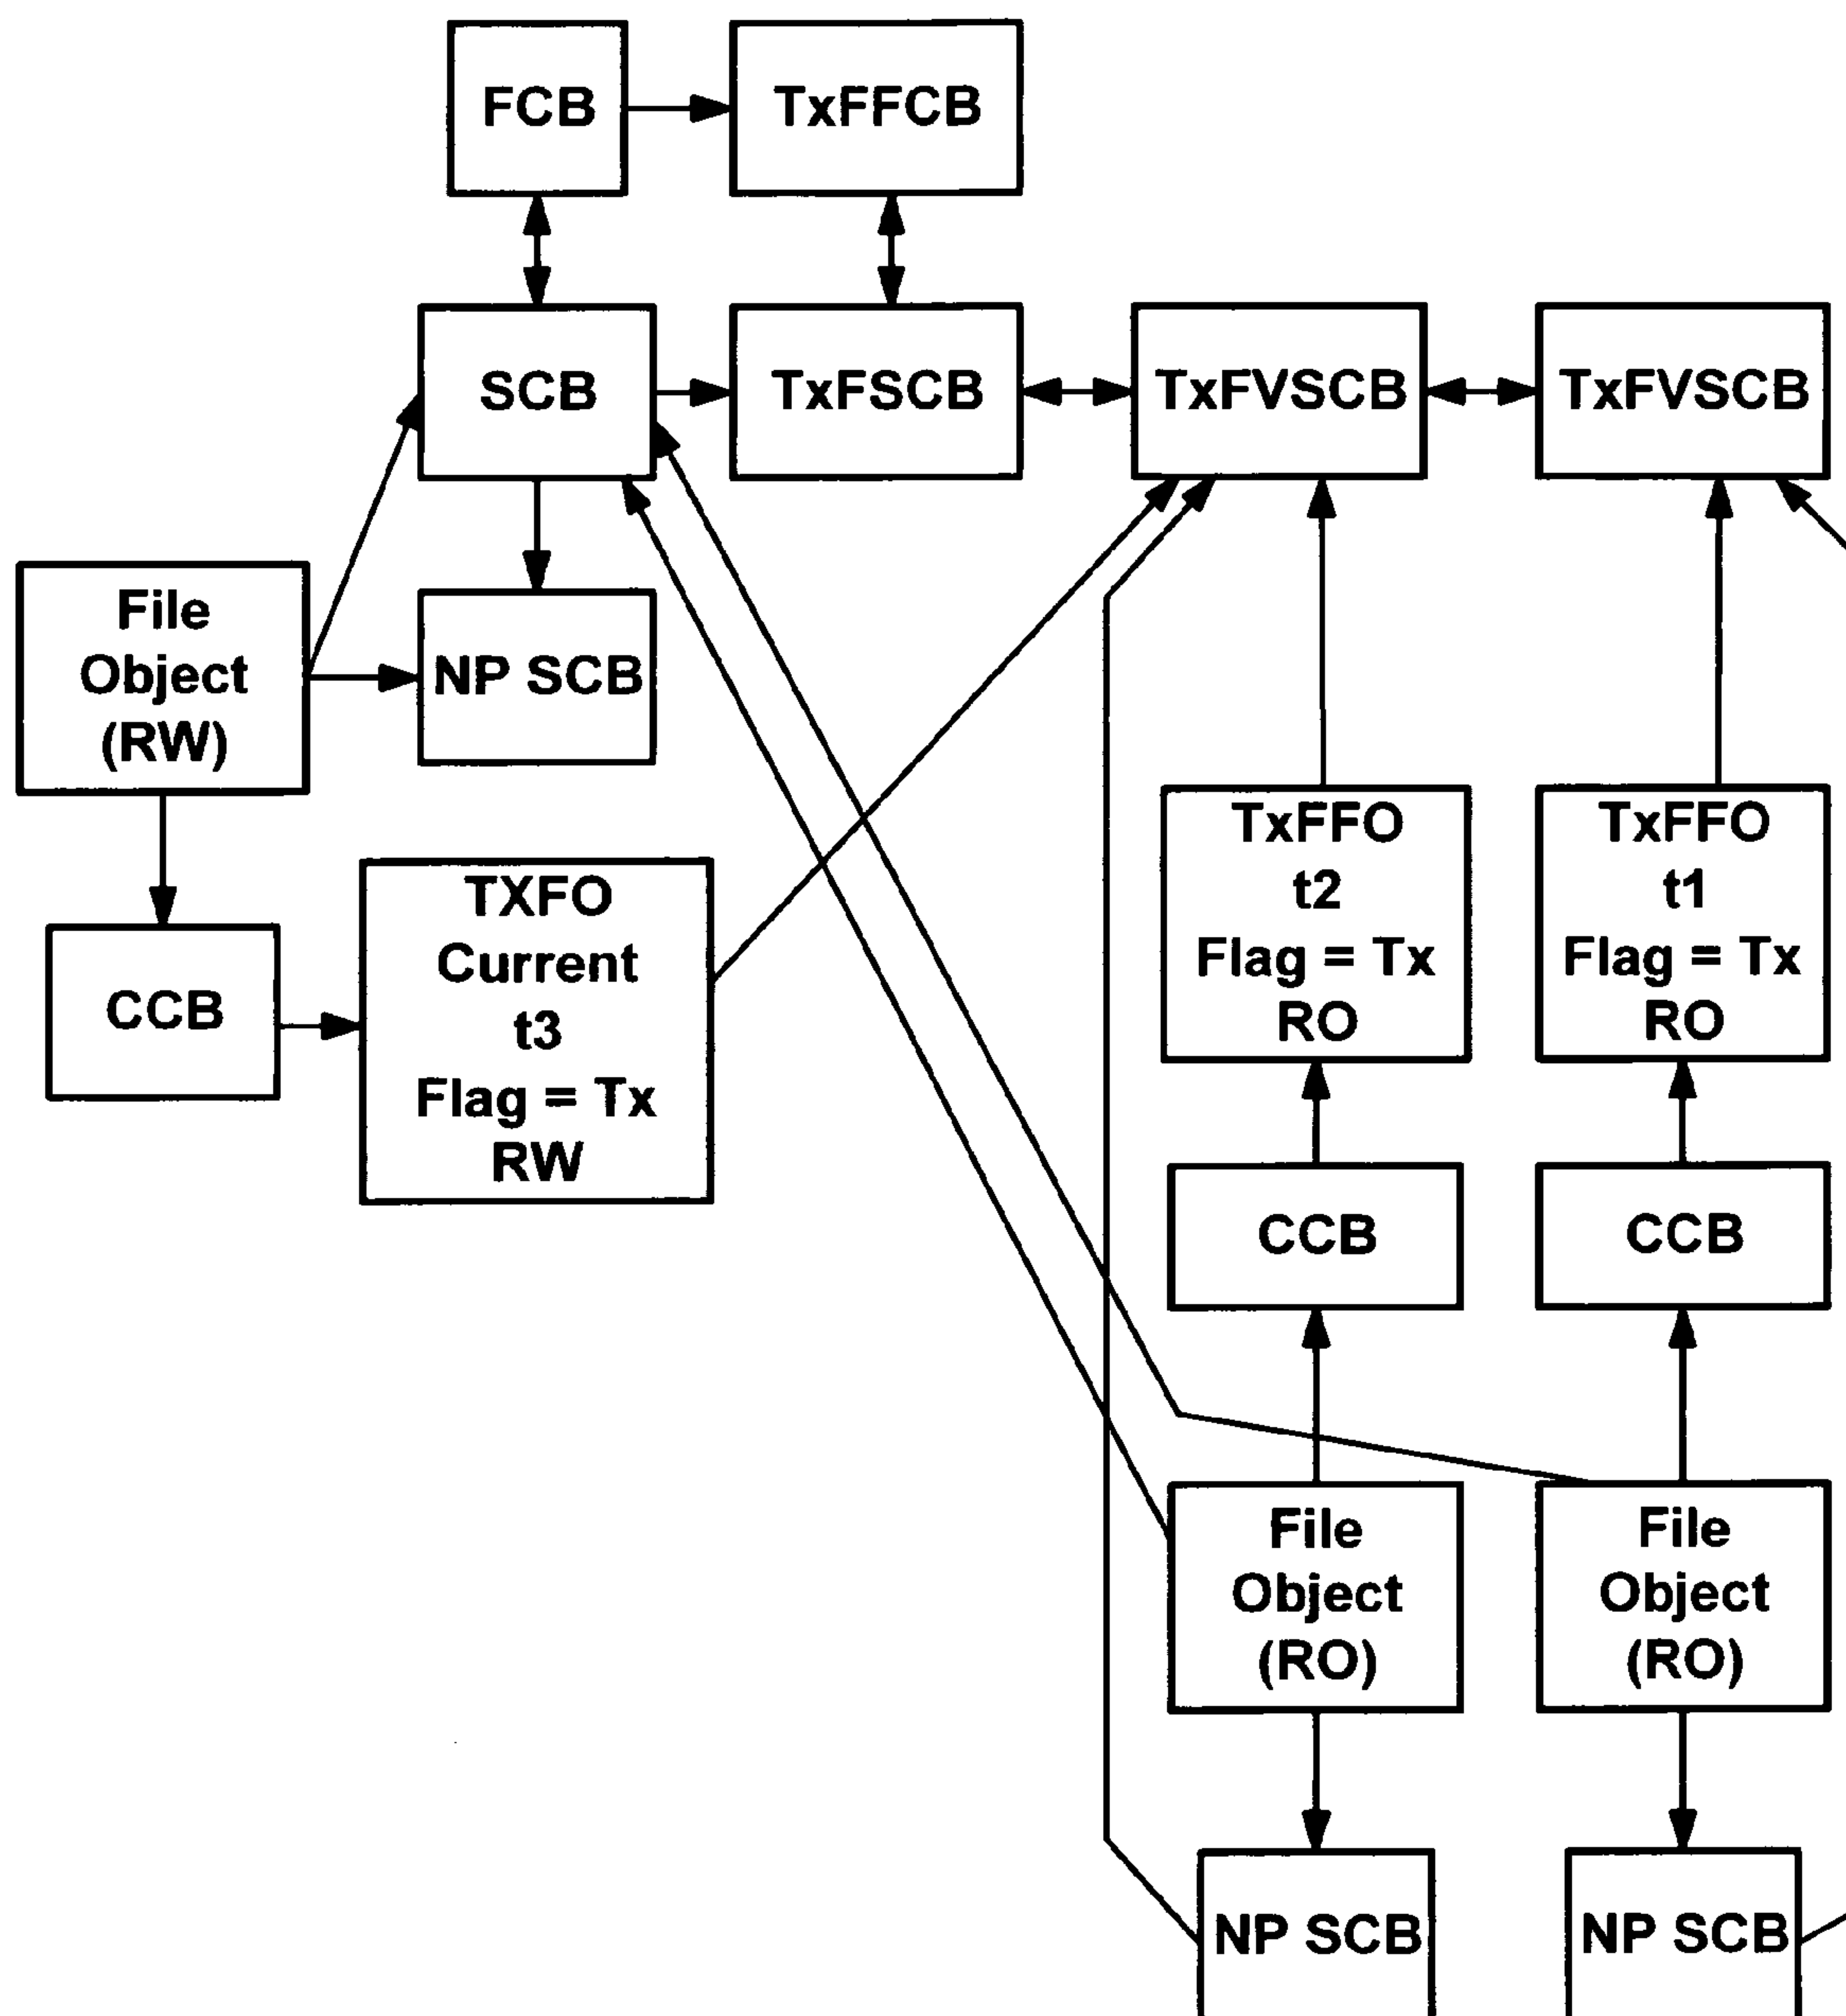 FCB
TxFFCB
SCB
TxFSCB
TxFVSCB
TxFVSCB
File
Object
(RW)
NP SCB
CCB
TXFO
Current
t3
Flag = Tx
RW
TxFFO
t2
Flag = Tx
RO
TxFFO
t1
Flag = Tx
RO
CCB
CCB
File
Object
(RO)
File
Object
(RO)
NP SCB
NP SCB